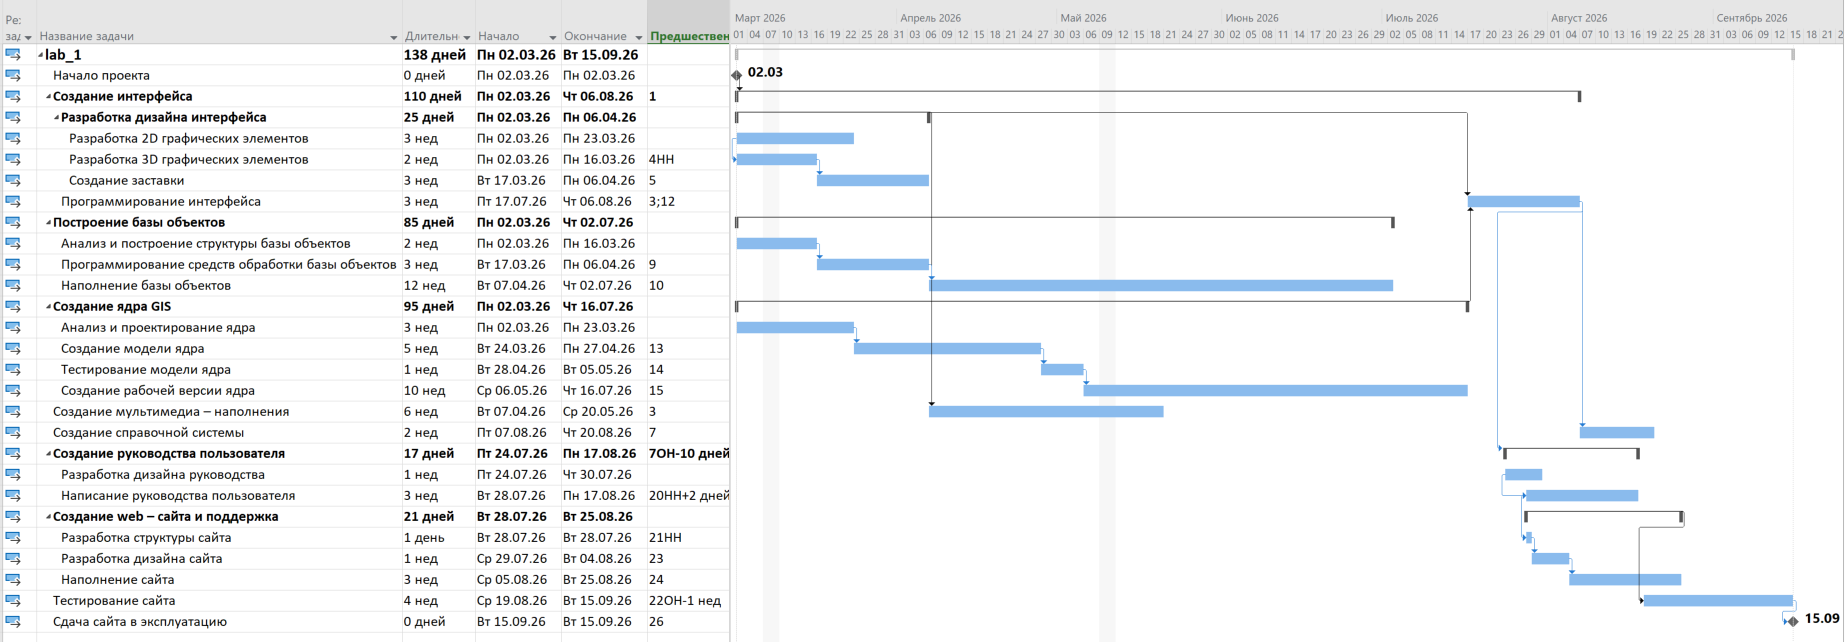 Март 2026 Апрель 2026 Май 2026 Июнь 2026 Июль 2026 Август 2026 Сентябрь 2026
Ре: зад Название задачи Длительн Начало Окончание Предшествен
01 04 07 10 13 16 19 22 25 28 31 03 06 09 12 15 18 21 24 27 30 03 06 09 12 15 18 21 24 27 30 02 05 08 11 14 17 20 23 26 29 02 05 08 11 14 17 20 23 26 29 01 04 07 10 13 16 19 22 25 28 31 03 06 09 12 15 18 21
lab_1 138 дней Пн 02.03.26 Вт 15.09.26
Начало проекта 0 дней Пн 02.03.26 Пн 02.03.26 02.03
Создание интерфейса 110 дней Пн 02.03.26 Чт 06.08.26 1
Разработка дизайна интерфейса 25 дней Пн 02.03.26 Пн 06.04.26
Разработка 2D графических элементов 3 нед Пн 02.03.26 Пн 23.03.26
Разработка 3D графических элементов 2 нед Пн 02.03.26 Пн 16.03.26 4НН
Создание заставки 3 нед Вт 17.03.26 Пн 06.04.26 5
Программирование интерфейса 3 нед Пт 17.07.26 Чт 06.08.26 3;12
Построение базы объектов 85 дней Пн 02.03.26 Чт 02.07.26
Анализ и построение структуры базы объектов 2 нед Пн 02.03.26 Пн 16.03.26
Программирование средств обработки базы объектов 3 нед Вт 17.03.26 Пн 06.04.26 9
Наполнение базы объектов 12 нед Вт 07.04.26 Чт 02.07.26 10
Создание ядра GIS 95 дней Пн 02.03.26 Чт 16.07.26
Анализ и проектирование ядра 3 нед Пн 02.03.26 Пн 23.03.26
Создание модели ядра 5 нед Вт 24.03.26 Пн 27.04.26 13
Тестирование модели ядра 1 нед Вт 28.04.26 Вт 05.05.26 14
Создание рабочей версии ядра 10 нед Ср 06.05.26 Чт 16.07.26 15
Создание мультимедиа – наполнения 6 нед Вт 07.04.26 Ср 20.05.26 3
Создание справочной системы 2 нед Пт 07.08.26 Чт 20.08.26 7
Создание руководства пользователя 17 дней Пт 24.07.26 Пн 17.08.26 7ОН-10 дней
Разработка дизайна руководства 1 нед Пт 24.07.26 Чт 30.07.26
Написание руководства пользователя 3 нед Вт 28.07.26 Пн 17.08.26 20НН+2 дней
Создание web – сайта и поддержка 21 дней Вт 28.07.26 Вт 25.08.26
Разработка структуры сайта 1 день Вт 28.07.26 Вт 28.07.26 21НН
Разработка дизайна сайта 1 нед Ср 29.07.26 Вт 04.08.26 23
Наполнение сайта 3 нед Ср 05.08.26 Вт 25.08.26 24
Тестирование сайта 4 нед Ср 19.08.26 Вт 15.09.26 22ОН-1 нед
Сдача сайта в эксплуатацию 0 дней Вт 15.09.26 Вт 15.09.26 26 15.09